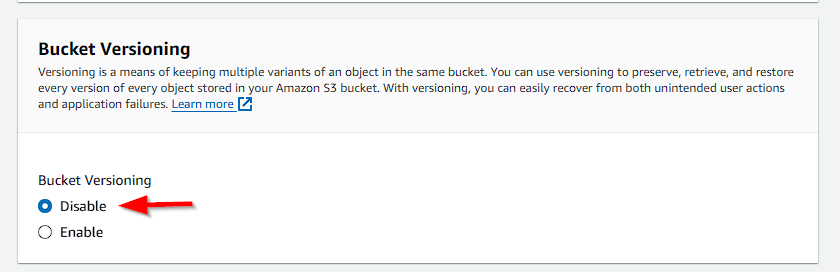 Bucket Versioning
Versioning is a means of keeping multiple variants of an object in the same bucket. You can use versioning to preserve, retrieve, and restore
every version of every object stored in your Amazon S3 bucket. With versioning, you can easily recover from both unintended user actions
and application failures. Learn more
Bucket Versioning
Disable
Enable